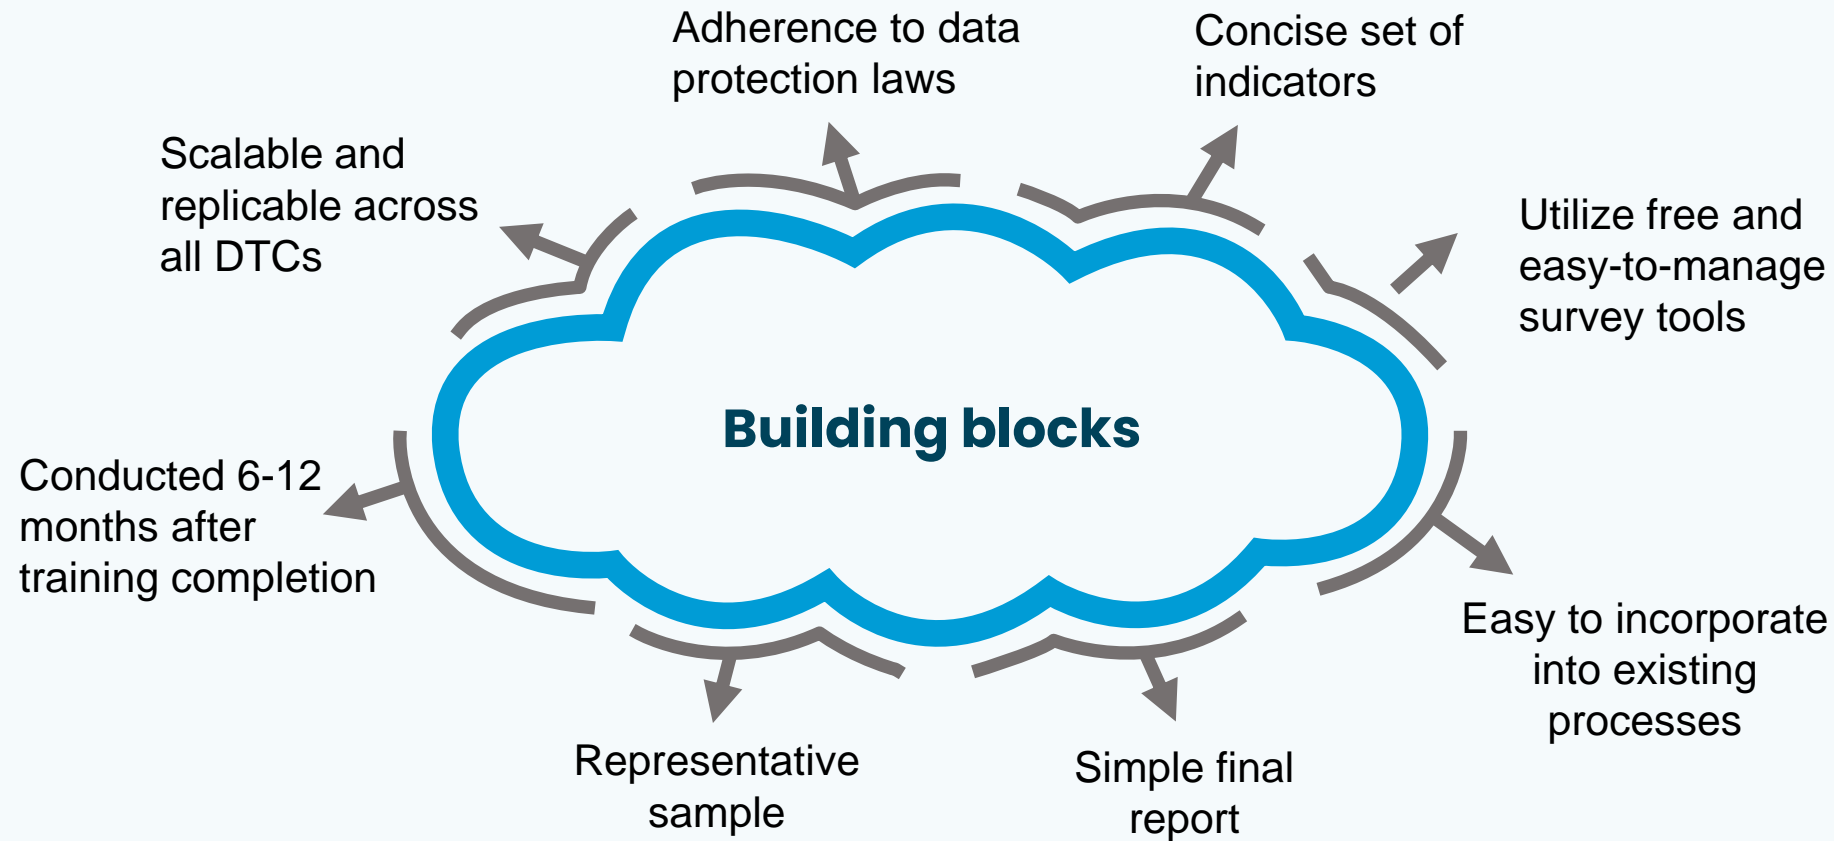 Adherence to data
protection laws
Concise set of
indicators
Scalable and
replicable across
all DTCs
Utilize free and
easy-to-manage
survey tools
Building blocks
Conducted 6-12
months after
training completion
Easy to incorporate
into existing
processes
Representative
sample
Simple final
report